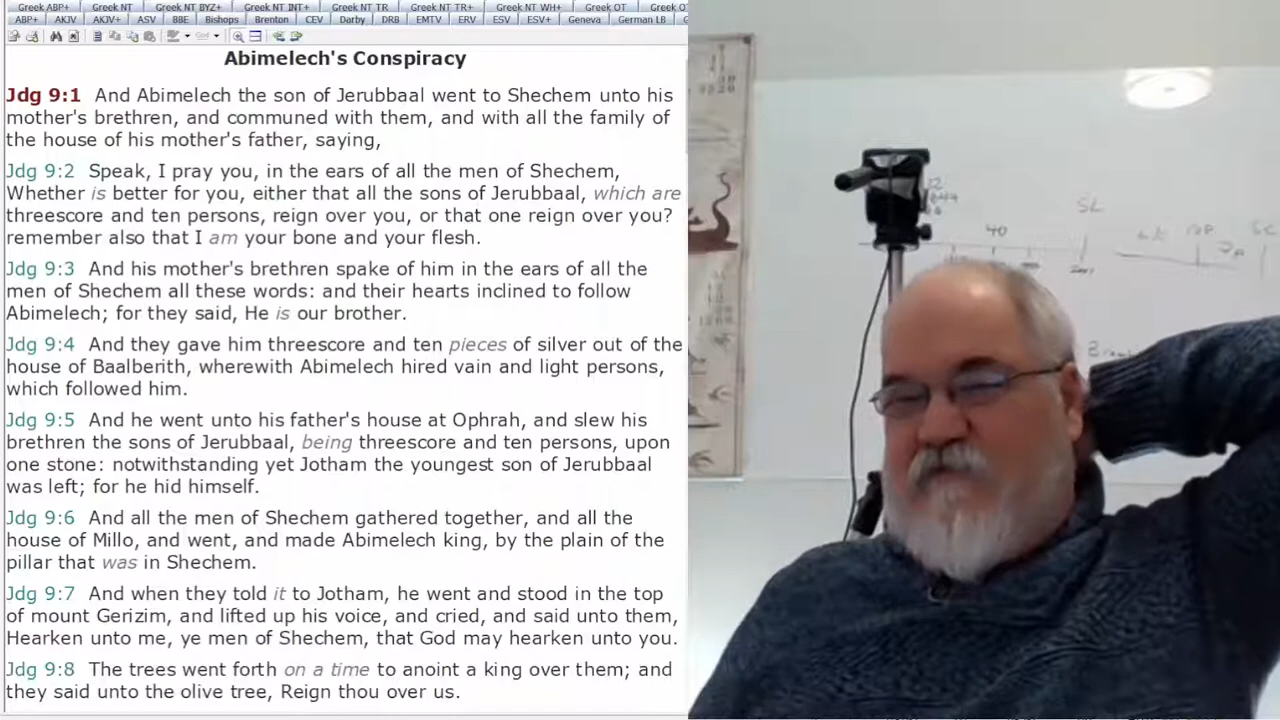 Greek ABP+ Greek NT Greek NT BYZ+ Greek NT INT+ Greek NT TR Greek NT TR+ Greek NT WH+ Greek OT
ABP+ AKJV AKJV+ ASV BBE Bishops Brenton CEV Darby DRB EMTV ERV ESV ESV+ Geneva German LB
Abimelech's Conspiracy
Jdg 9:1 And Abimelech the son of Jerubbaal went to Shechem unto his
mother's brethren, and communed with them, and with all the family of
the house of his mother's father, saying,
Jdg 9:2 Speak, I pray you, in the ears of all the men of Shechem,
Whether is better for you, either that all the sons of Jerubbaal, which are
threescore and ten persons, reign over you, or that one reign over you?
remember also that I am your bone and your flesh.
Jdg 9:3 And his mother's brethren spake of him in the ears of all the
men of Shechem all these words: and their hearts inclined to follow
Abimelech; for they said, He is our brother.
Jdg 9:4 And they gave him threescore and ten pieces of silver out of the
house of Baalberith, wherewith Abimelech hired vain and light persons,
which followed him.
Jdg 9:5 And he went unto his father's house at Ophrah, and slew his
brethren the sons of Jerubbaal, being threescore and ten persons, upon
one stone: notwithstanding yet Jotham the youngest son of Jerubbaal
was left; for he hid himself.
Jdg 9:6 And all the men of Shechem gathered together, and all the
house of Millo, and went, and made Abimelech king, by the plain of the
pillar that was in Shechem.
Jdg 9:7 And when they told it to Jotham, he went and stood in the top
of mount Gerizim, and lifted up his voice, and cried, and said unto them,
Hearken unto me, ye men of Shechem, that God may hearken unto you.
Jdg 9:8 The trees went forth on a time to anoint a king over them; and
they said unto the olive tree, Reign thou over us.
40
SL